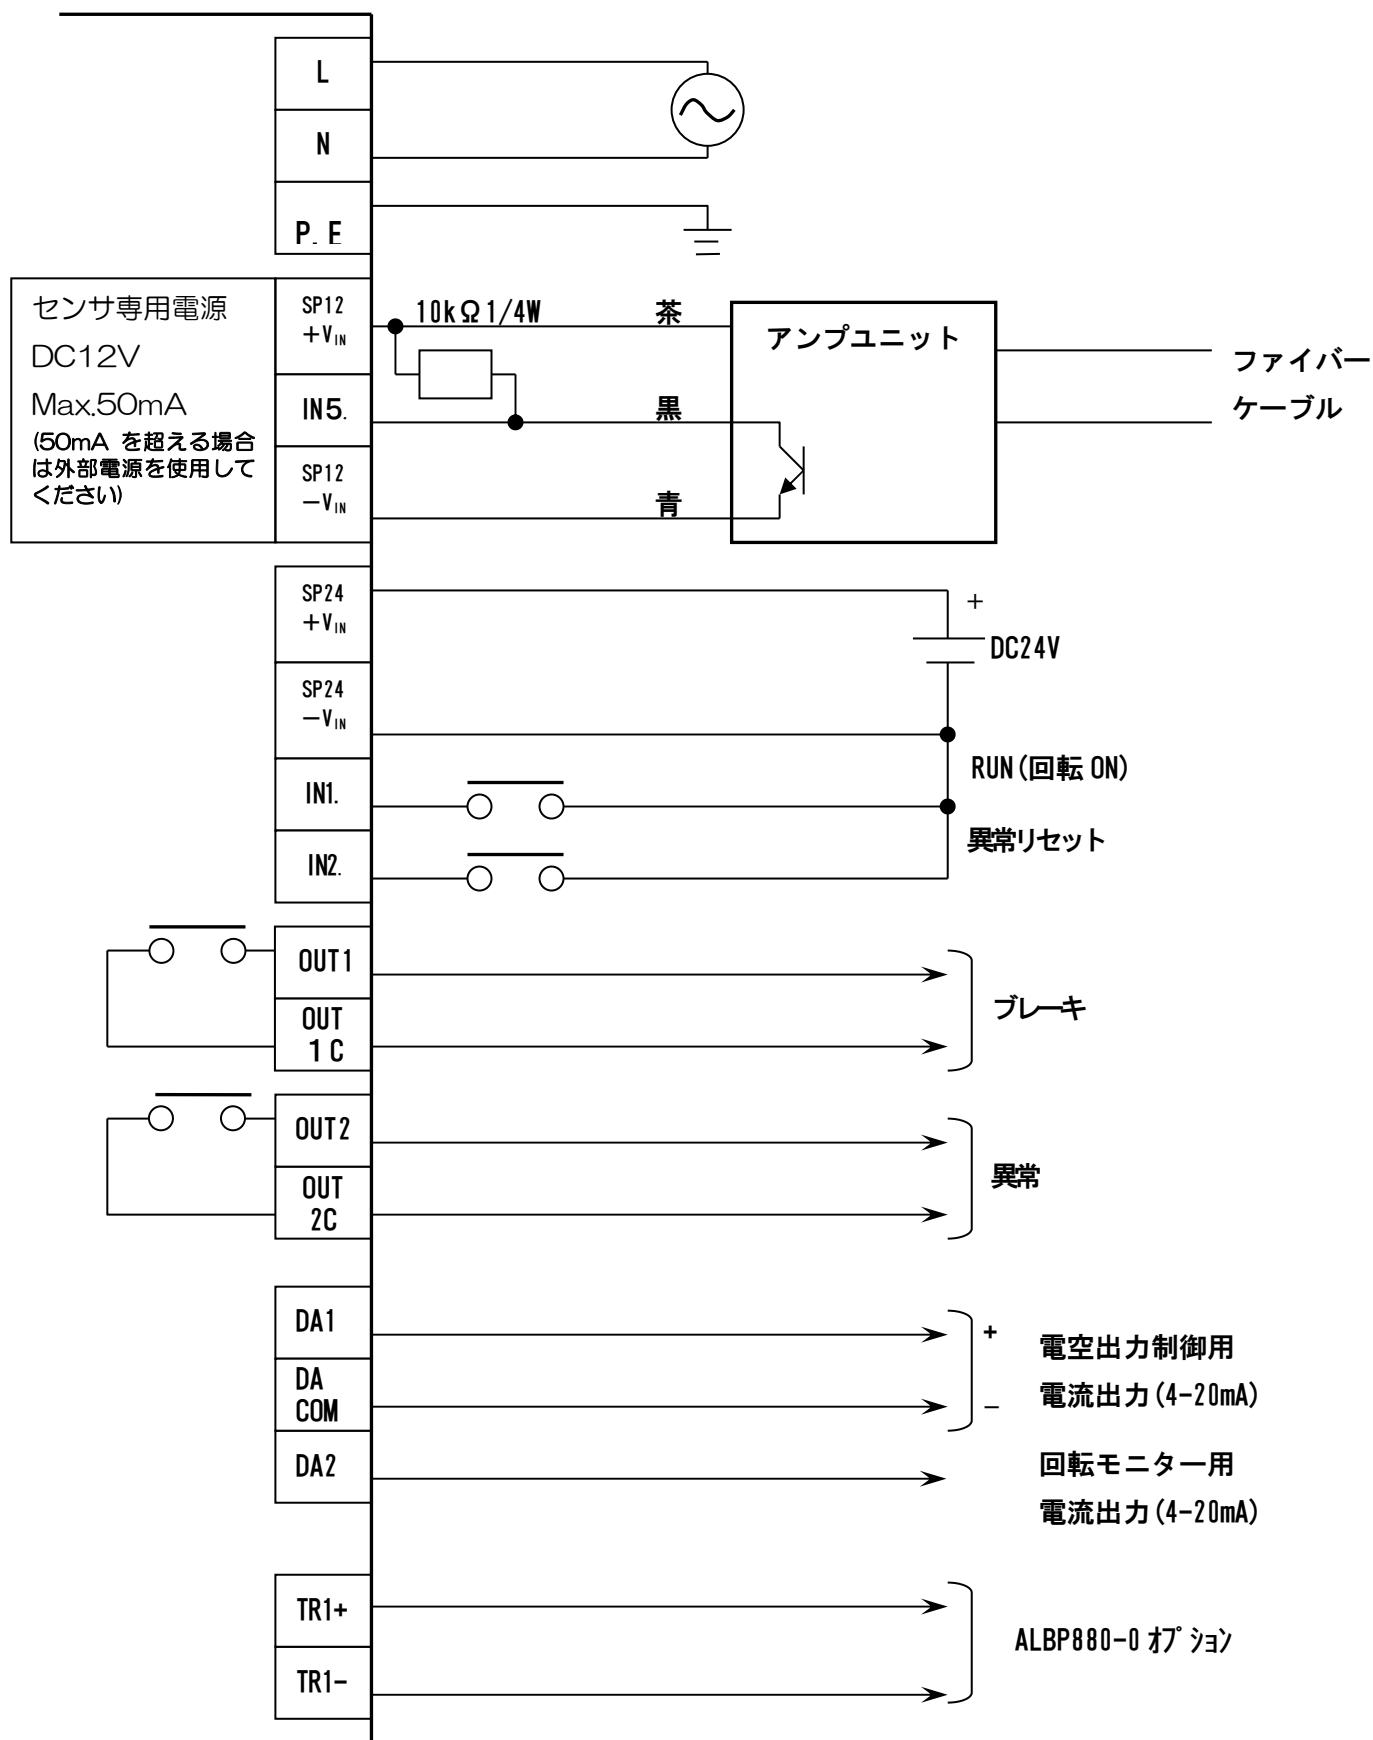 L
N
P. E
センサ専用電源
DC12V
Max.50mA
(50mA を超える場合
は外部電源を使用して
ください)
SP12
+VIN
IN5.
SP12
−VIN
10kΩ1/4W
茶
黒
青
アンプユニット
ファイバー
ケーブル
SP24
+VIN
SP24
−VIN
IN1.
IN2.
+
DC24V
RUN(回転 ON)
異常リセット
OUT1
OUT
1C
ブレーキ
OUT2
OUT
2C
異常
DA1
DA
COM
DA2
+
−
電空出力制御用
電流出力(4-20mA)
回転モニター用
電流出力(4-20mA)
TR1+
TR1-
ALBP880-0 ｵﾌﾟｼｮﾝ